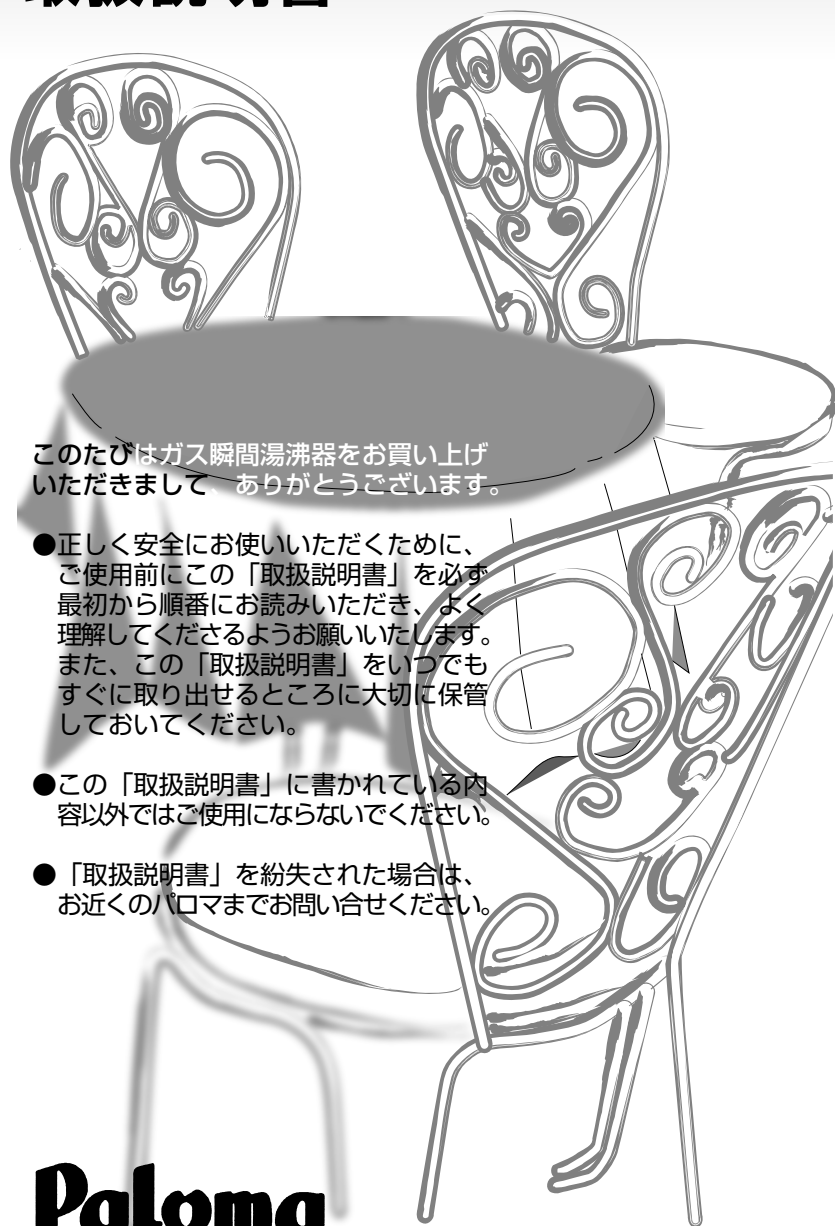 取扱説明書
このたびはガス瞬間湯沸器をお買い上げ
いただきまして、ありがとうございます。
●正しく安全にお使いいただくために、
ご使用前にこの「取扱説明書」を必ず
最初から順番にお読みいただき、よく
理解してくださるようお願いいたします。
また、この「取扱説明書」をいつでも
すぐに取り出せるところに大切に保管
しておいてください。
●この「取扱説明書」に書かれている内
容以外ではご使用にならないでください。
●「取扱説明書」を紛失された場合は、
お近くのパロマまでお問い合せください。
Paloma